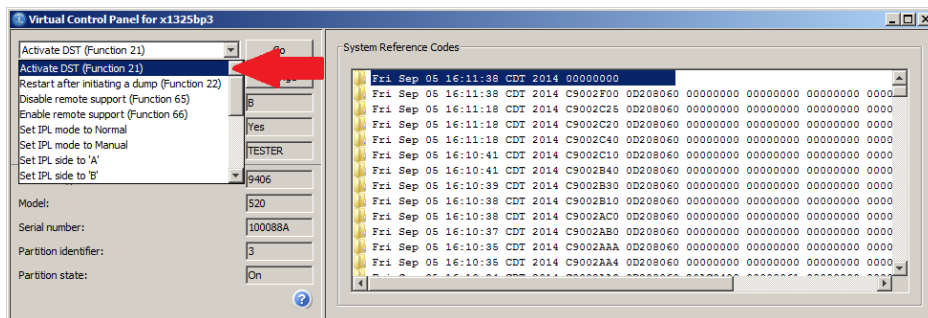 Virtual Control Panel for x1325bp3
Activate DST (Function 21)
Go
Activate DST (Function 21)
Restart after initiating a dump (Function 22)
Disable remote support (Function 65)
Enable remote support (Function 66)
Set IPL mode to Normal
Set IPL mode to Manual
Set IPL side to 'A'
Set IPL side to 'B'
B
Yes
TESTER
9406
Model:
520
Serial number:
100088A
Partition identifier:
3
Partition state:
On
?
System Reference Codes
Fri Sep 05 16:11:38 CDT 2014 00000000
Fri Sep 05 16:11:38 CDT 2014 C9002F00 0D208060 00000000 00000000 00000000 0000
Fri Sep 05 16:11:18 CDT 2014 C9002C25 0D208060 00000000 00000000 00000000 0000
Fri Sep 05 16:11:18 CDT 2014 C9002C20 0D208060 00000000 00000000 00000000 0000
Fri Sep 05 16:11:18 CDT 2014 C9002C40 0D208060 00000000 00000000 00000000 0000
Fri Sep 05 16:10:41 CDT 2014 C9002C10 0D208060 00000000 00000000 00000000 0000
Fri Sep 05 16:10:41 CDT 2014 C9002B40 0D208060 00000000 00000000 00000000 0000
Fri Sep 05 16:10:39 CDT 2014 C9002B30 0D208060 00000000 00000000 00000000 0000
Fri Sep 05 16:10:38 CDT 2014 C9002B10 0D208060 00000000 00000000 00000000 0000
Fri Sep 05 16:10:38 CDT 2014 C9002AC0 0D208060 00000000 00000000 00000000 0000
Fri Sep 05 16:10:37 CDT 2014 C9002AB0 0D208060 00000000 00000000 00000000 0000
Fri Sep 05 16:10:35 CDT 2014 C9002AAA 0D208060 00000000 00000000 00000000 0000
Fri Sep 05 16:10:35 CDT 2014 C9002AA4 0D208060 00000000 00000000 00000000 0000